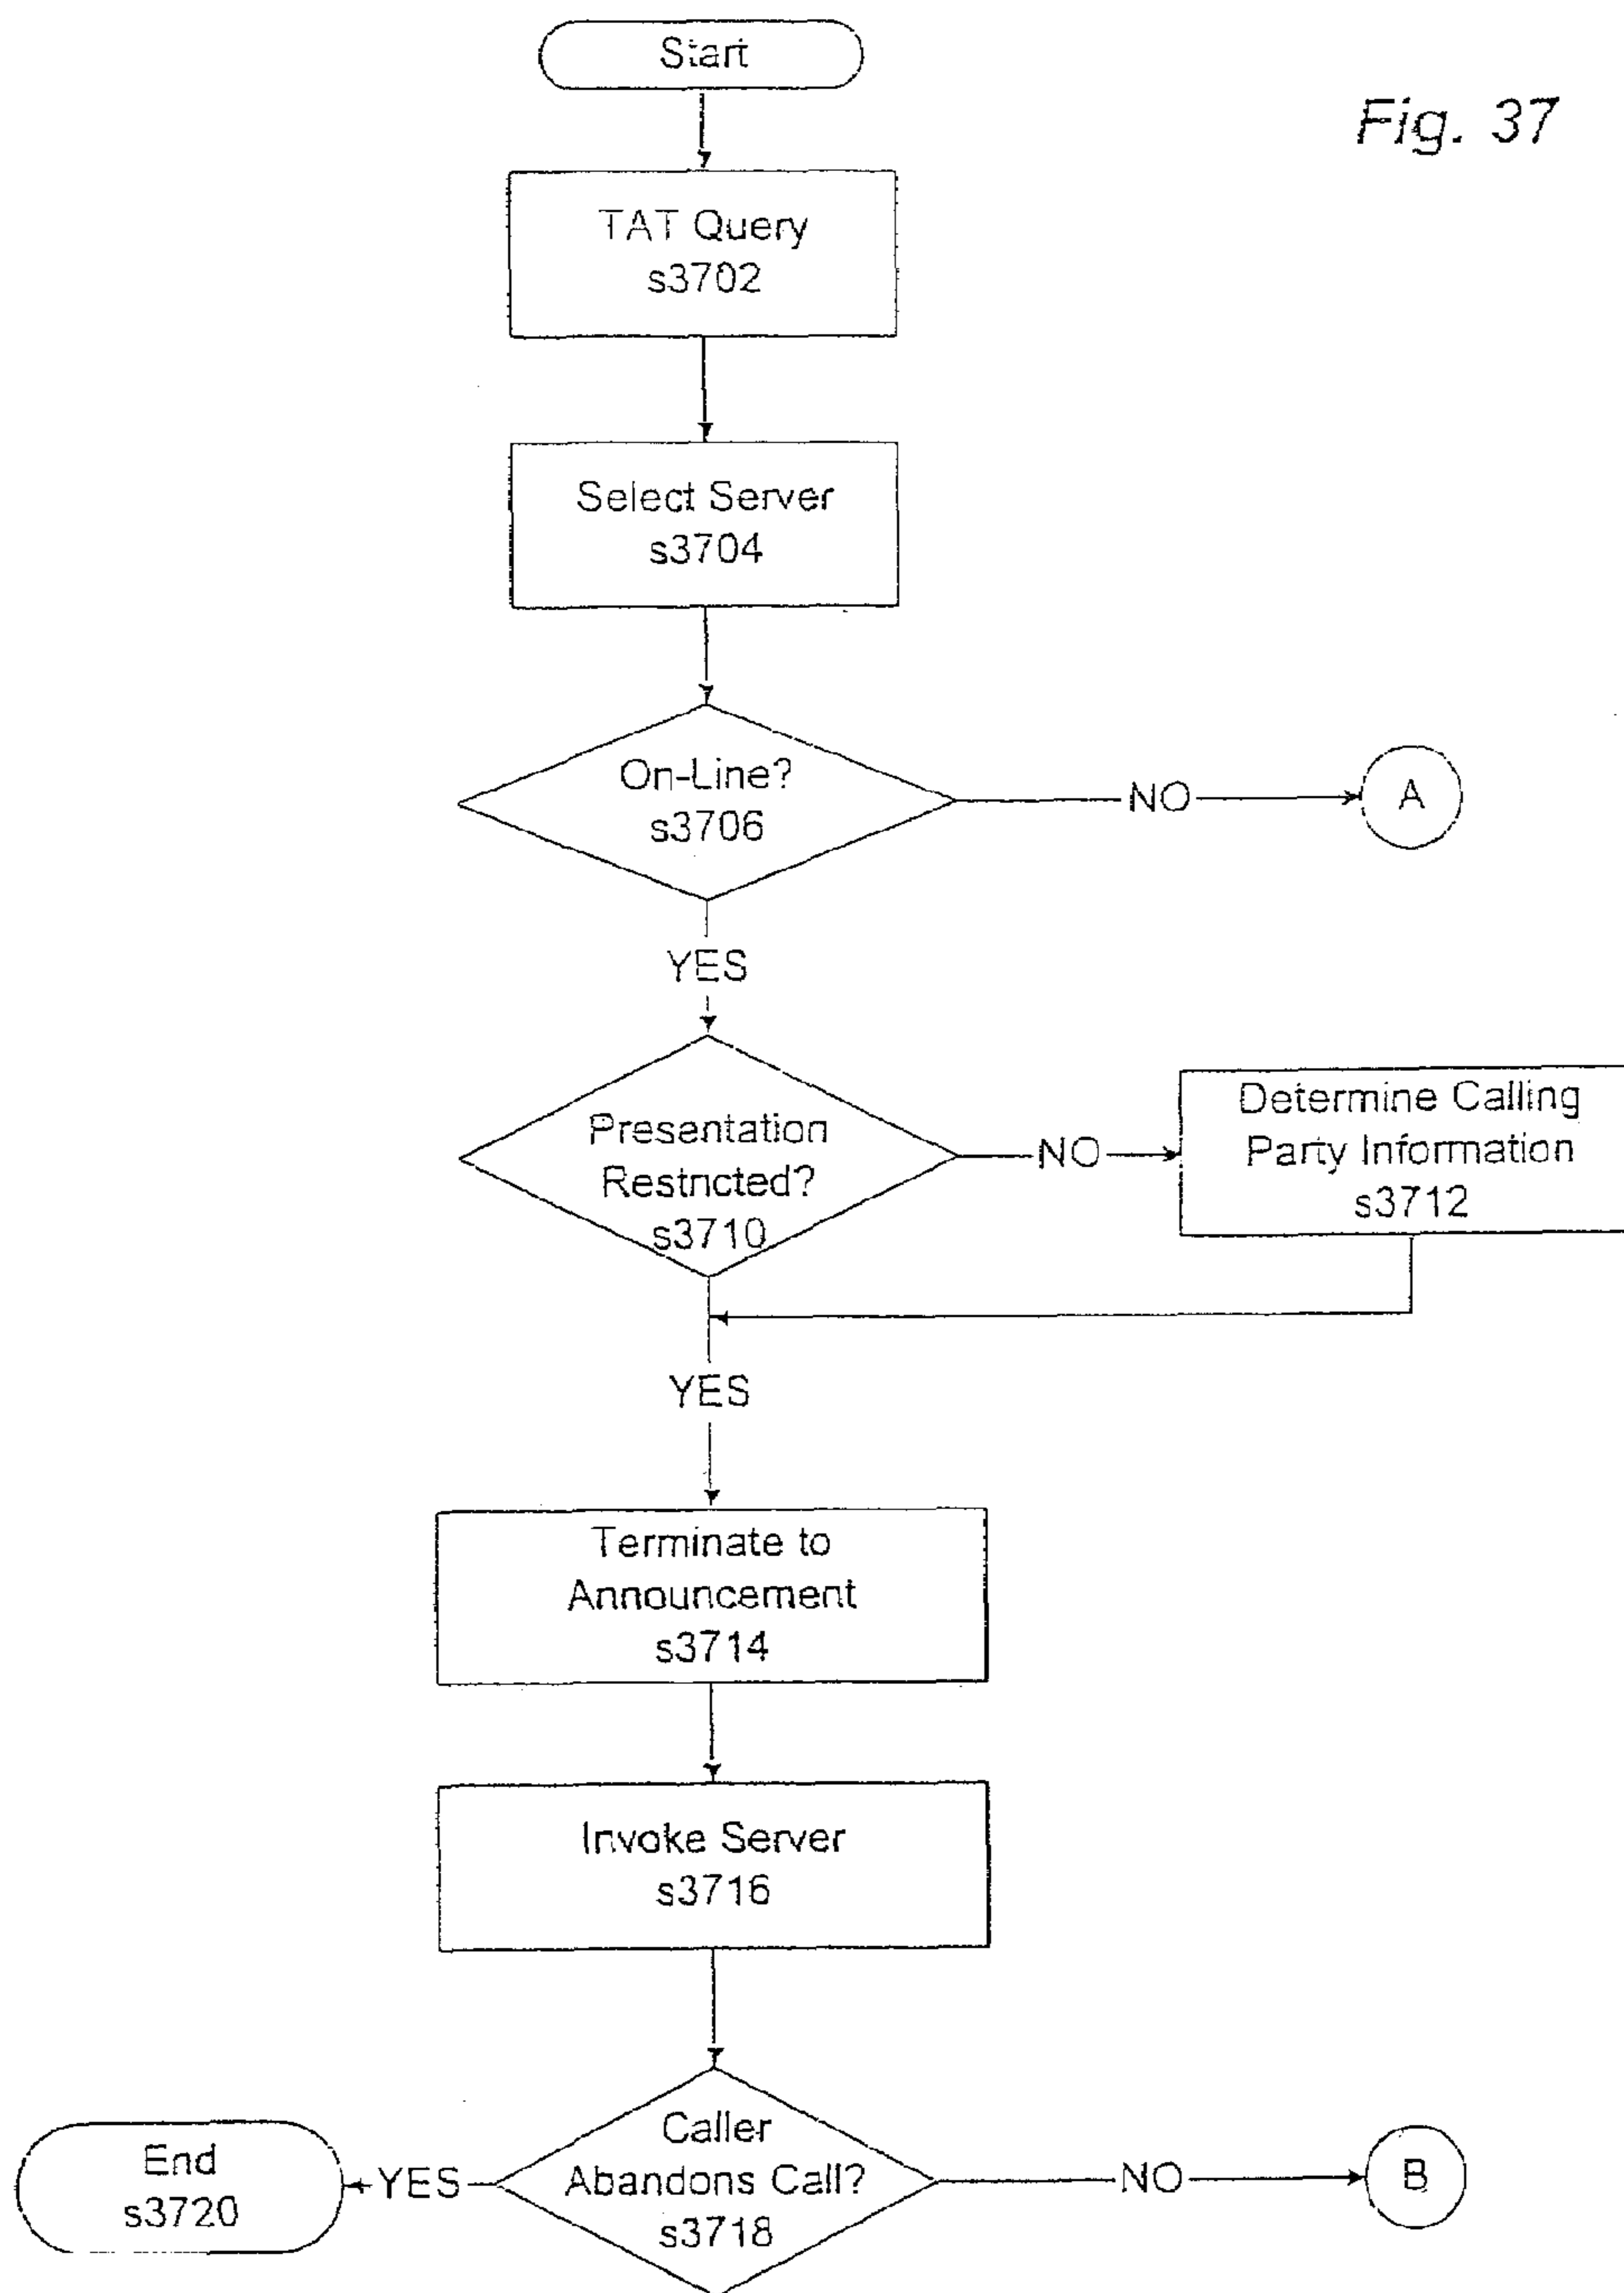 Start
Fig. 37
TAT Query
s3702
Select Server
s3704
On-Line?
s3706
NO
A
YES
Presentation
Restricted?
s3710
NO
Determine Calling
Party Information
s3712
YES
Terminate to
Announcement
s3714
Invoke Server
s3716
Caller
Abandons Call?
s3718
YES
End
s3720
NO
B